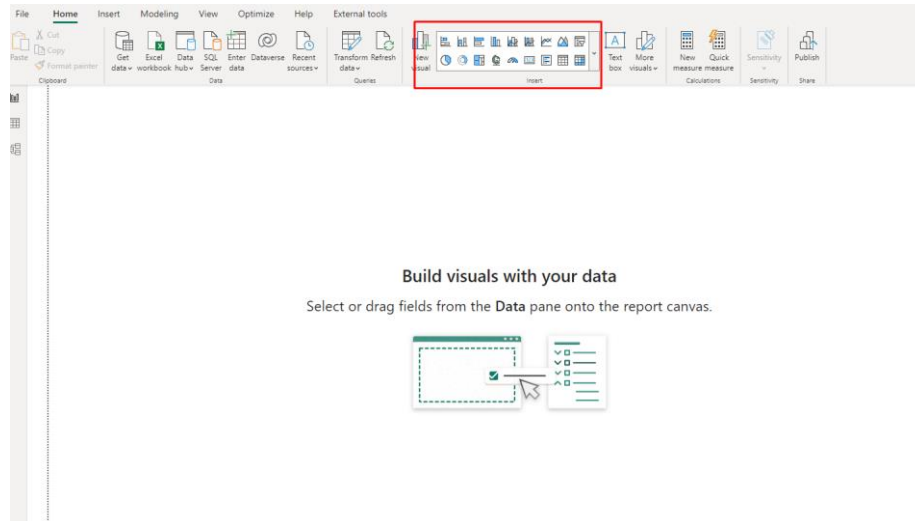 File Home Insert Modeling View Optimize Help External tools
Paste
Cut
Copy
Format painter
Clipboard
Get data
Excel workbook
Data hub
SQL Server
Enter data
Dataverse
Recent sources
Data
Transform data
Refresh
Queries
New visual
Text box
More visuals
Insert
New measure
Quick measure
Calculations
Sensitivity
Sensitivity
Publish
Share
Build visuals with your data
Select or drag fields from the Data pane onto the report canvas.